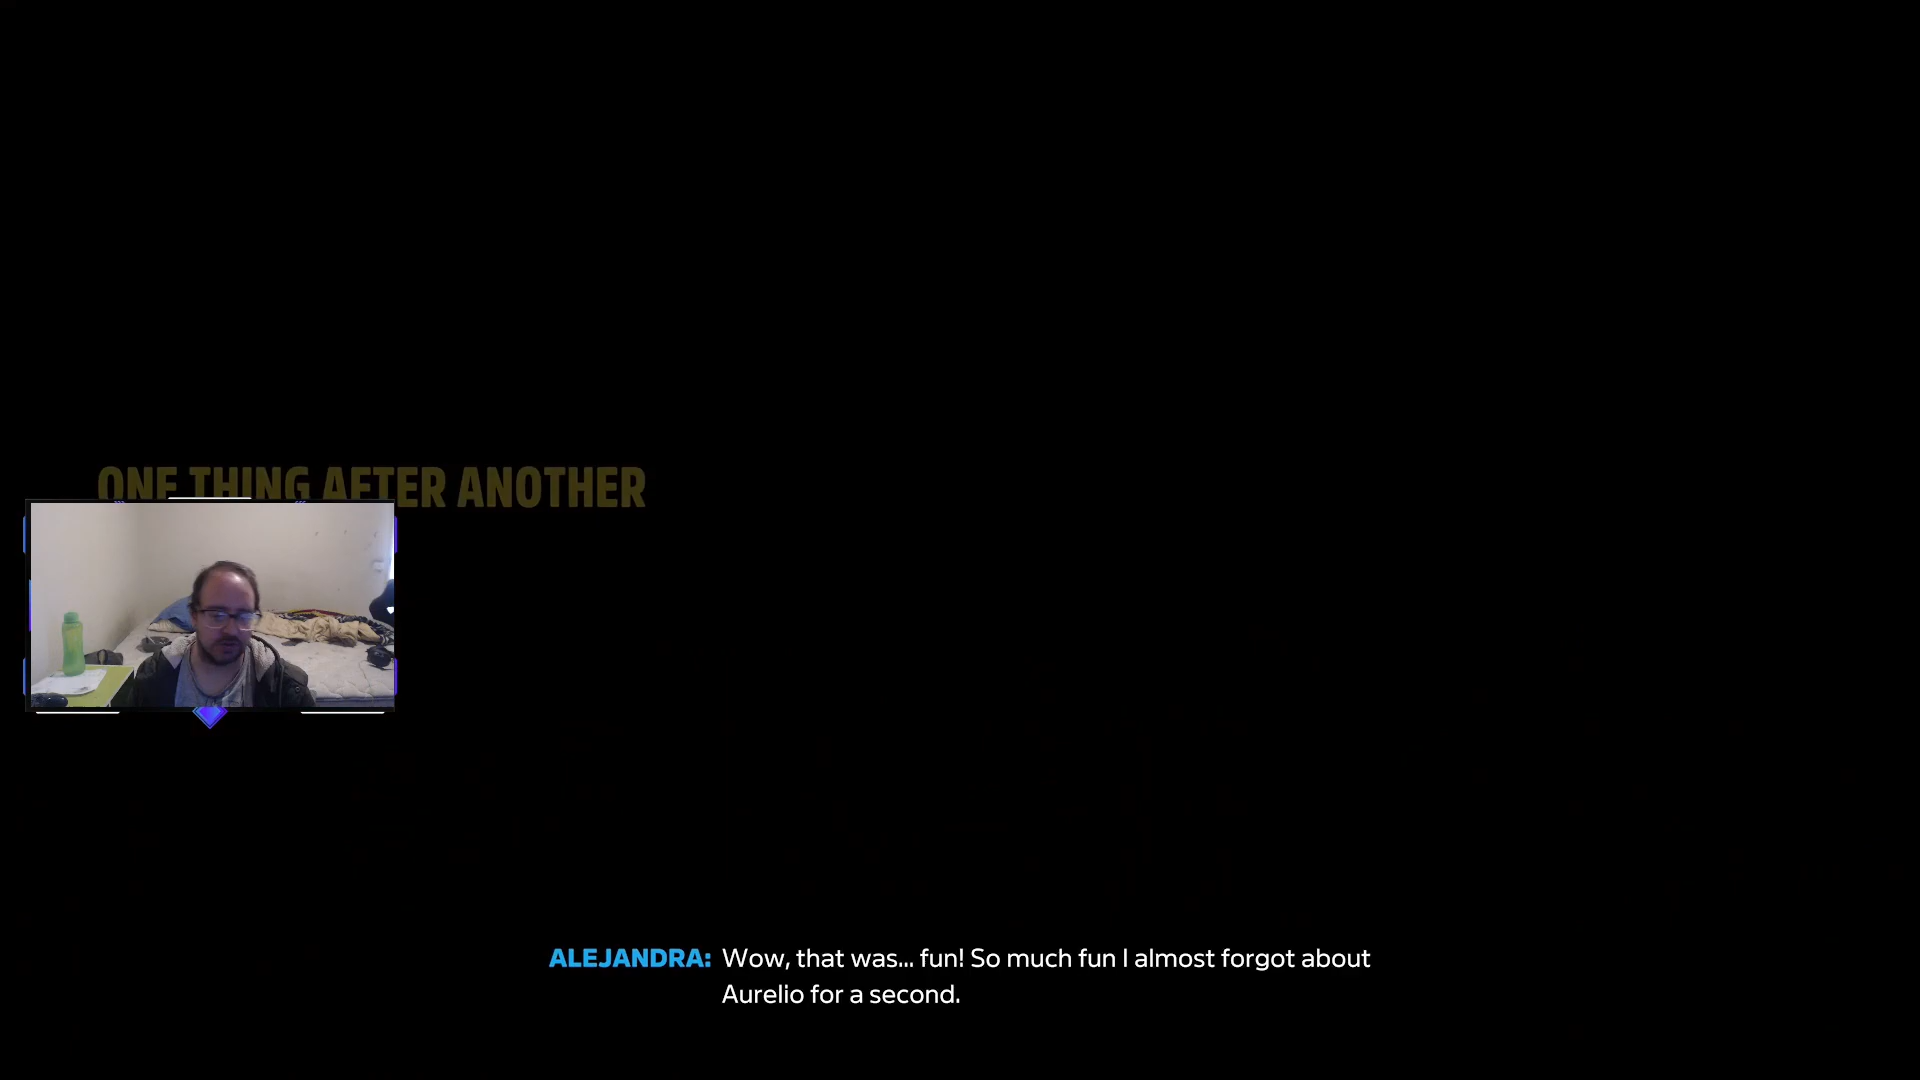 ONE THING AFTER ANOTHER
ALEJANDRA: Wow, that was... fun! So much fun I almost forgot about
Aurelio for a second.